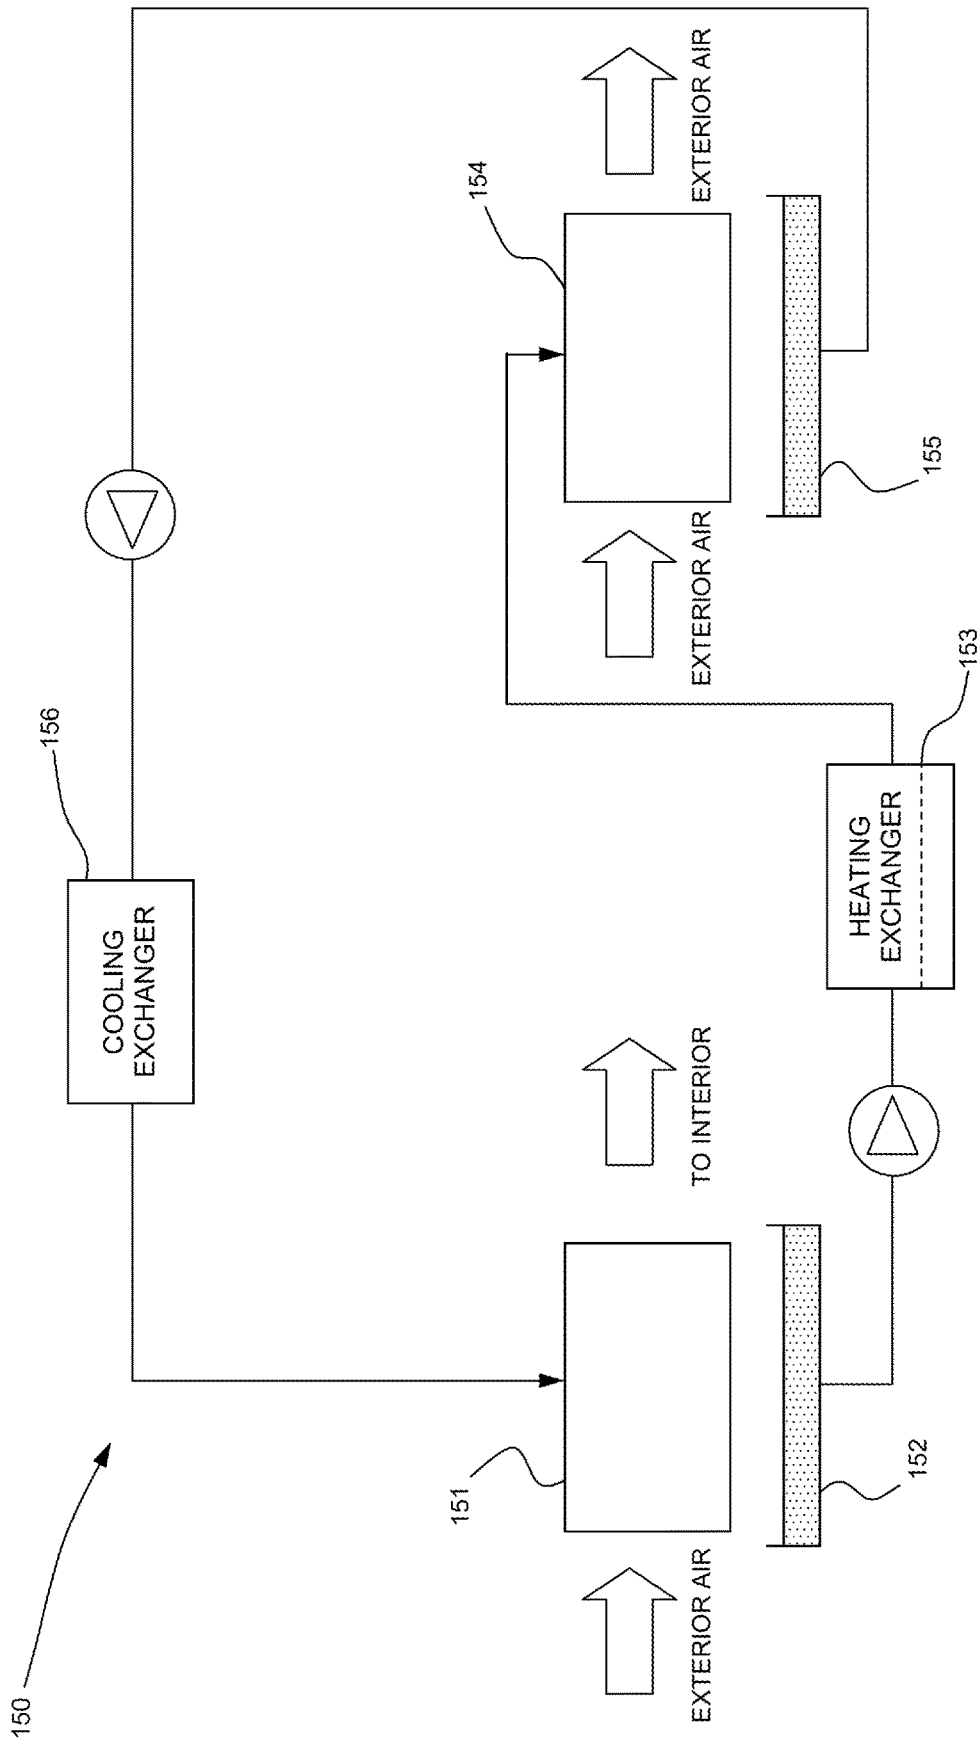 150
COOLING
EXCHANGER
156
151
154
EXTERIOR AIR
TO INTERIOR
EXTERIOR AIR
EXTERIOR AIR
152
155
HEATING
EXCHANGER
153